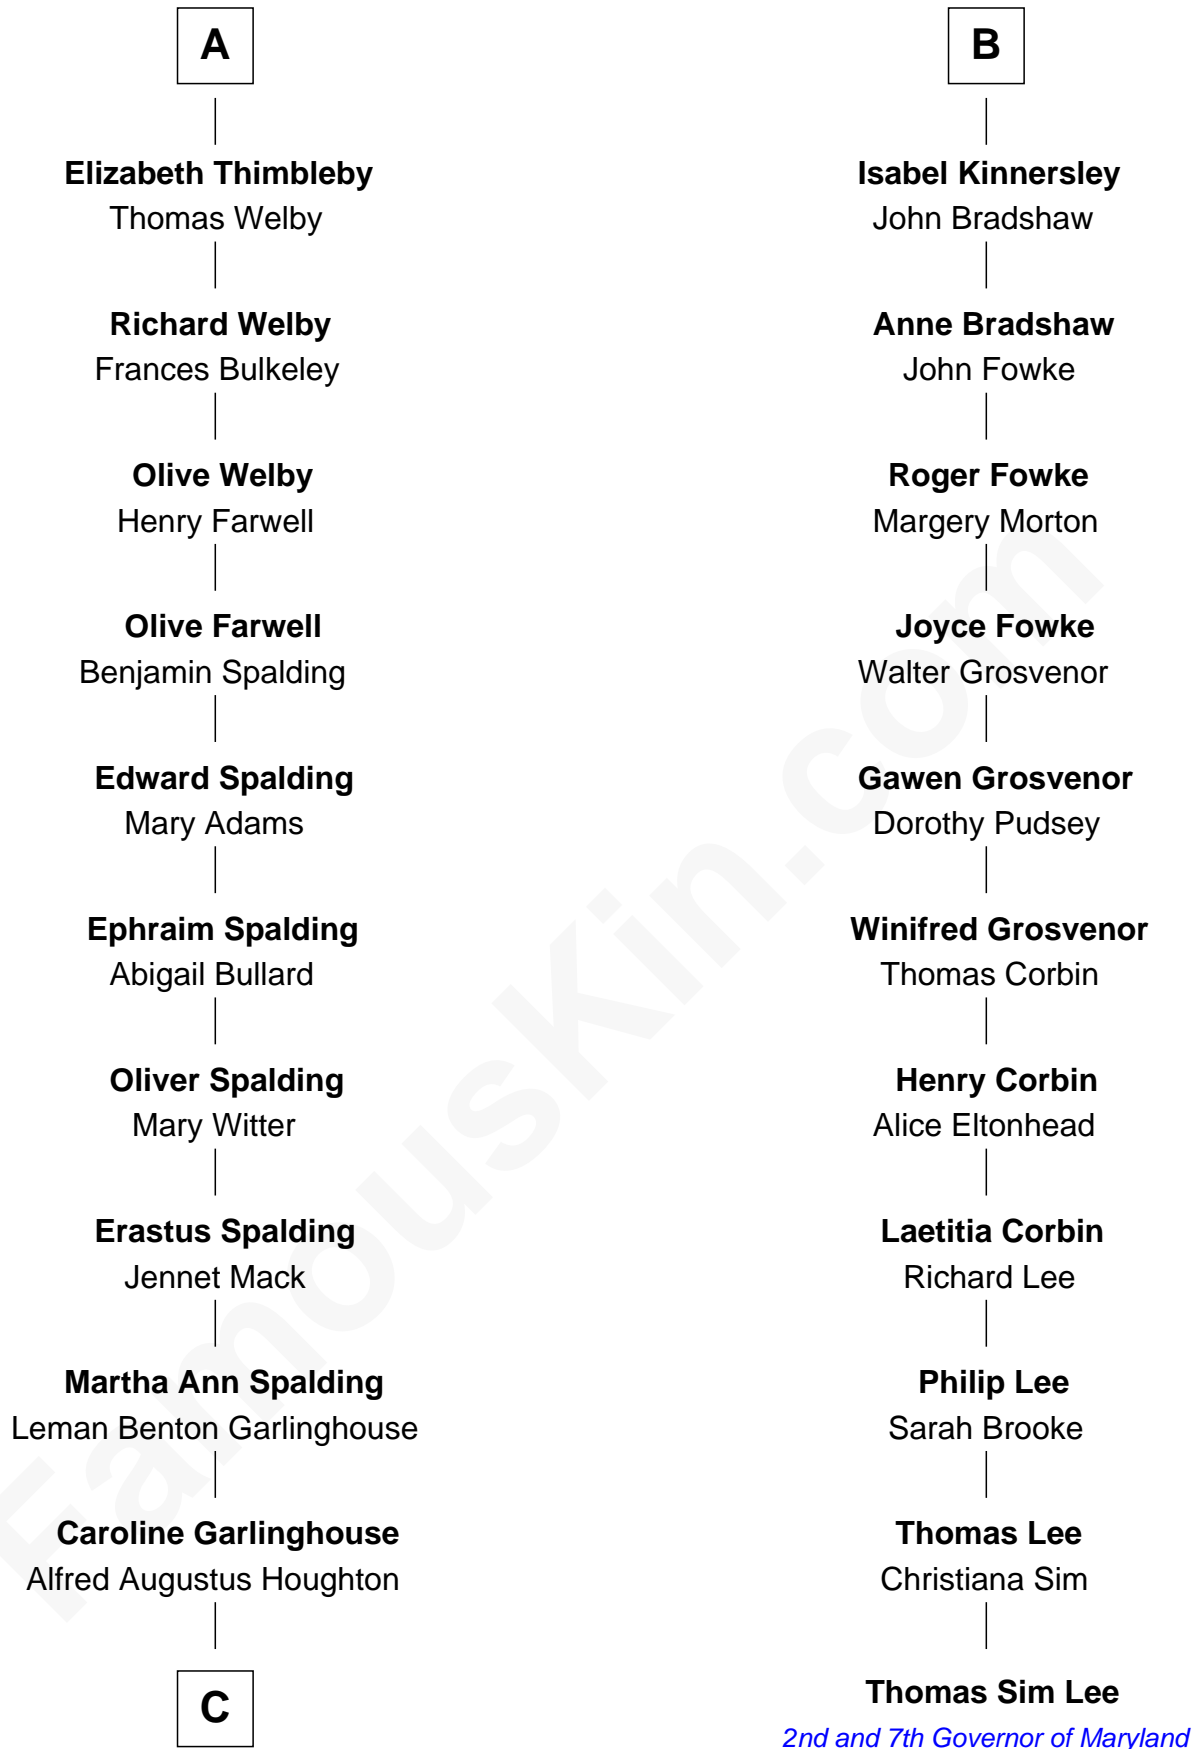 A
Elizabeth Thimbleby
Thomas Welby
Richard Welby
Frances Bulkeley
Olive Welby
Henry Farwell
Olive Farwell
Benjamin Spalding
Edward Spalding
Mary Adams
Ephraim Spalding
Abigail Bullard
Oliver Spalding
Mary Witter
Erastus Spalding
Jennet Mack
Martha Ann Spalding
Leman Benton Garlinghouse
Caroline Garlinghouse
Alfred Augustus Houghton
C
B
Isabel Kinnersley
John Bradshaw
Anne Bradshaw
John Fowke
Roger Fowke
Margery Morton
Joyce Fowke
Walter Grosvenor
Gawen Grosvenor
Dorothy Pudsey
Winifred Grosvenor
Thomas Corbin
Henry Corbin
Alice Eltonhead
Laetitia Corbin
Richard Lee
Philip Lee
Sarah Brooke
Thomas Lee
Christiana Sim
Thomas Sim Lee
2nd and 7th Governor of Maryland
FamousKin.com